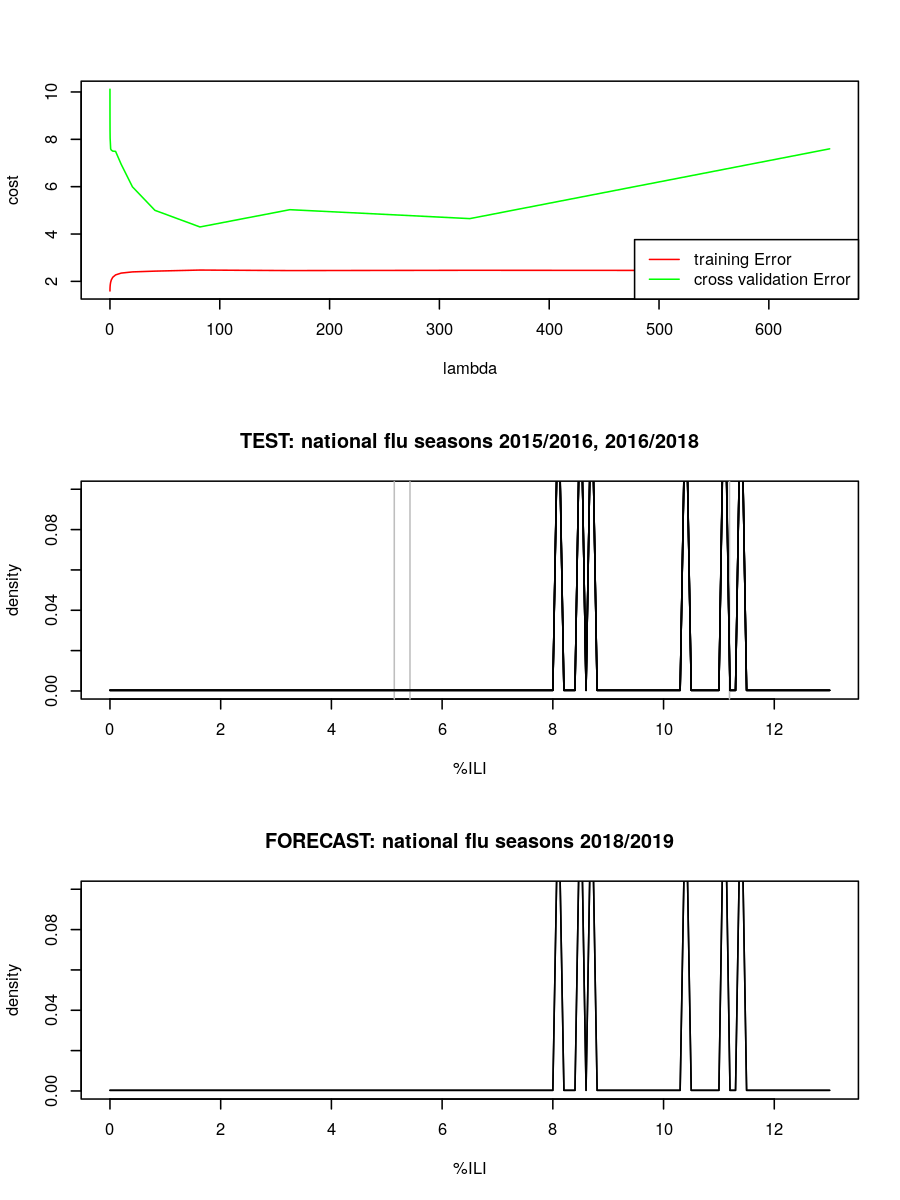 10
8
6
4
2
cost
training Error
cross validation Error
0 100 200 300 400 500 600
lambda
TEST: national flu seasons 2015/2016, 2016/2018
0.08
0.04
0.00
density
0 2 4 6 8 10 12
%ILI
FORECAST: national flu seasons 2018/2019
0.08
0.04
0.00
density
0 2 4 6 8 10 12
%ILI